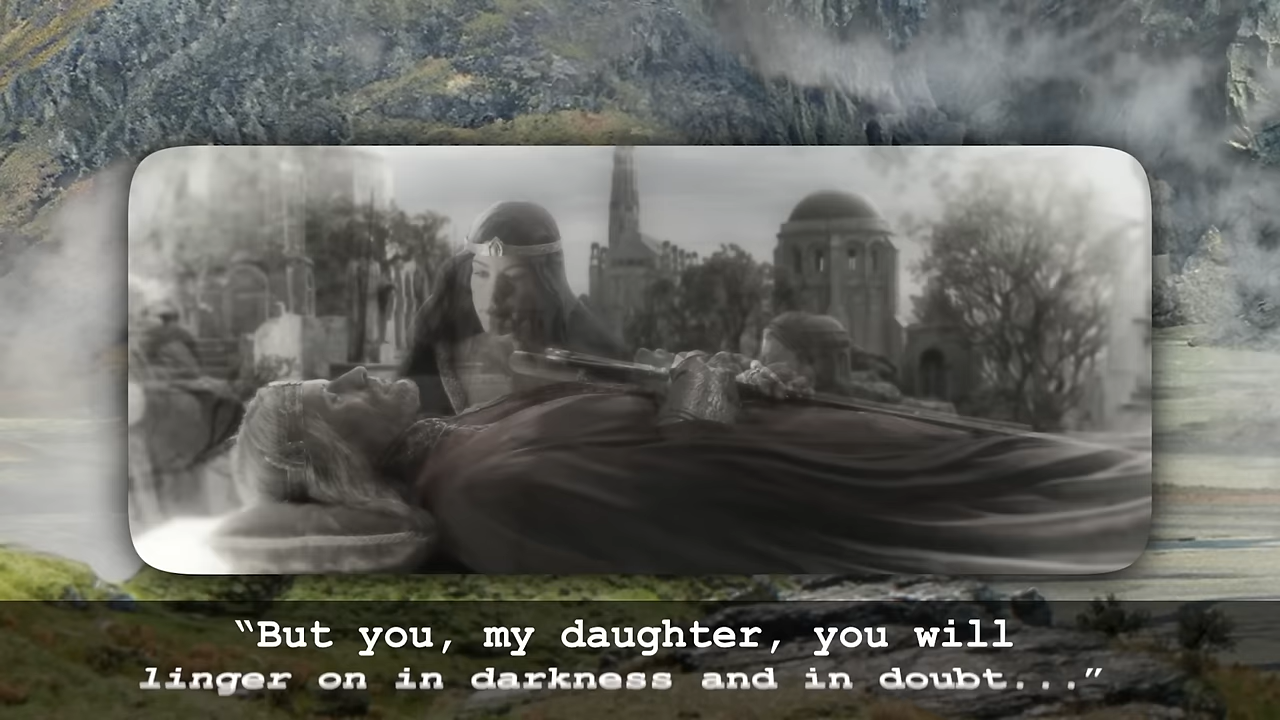 “But you, my daughter, you will
linger on in darkness and in doubt...”